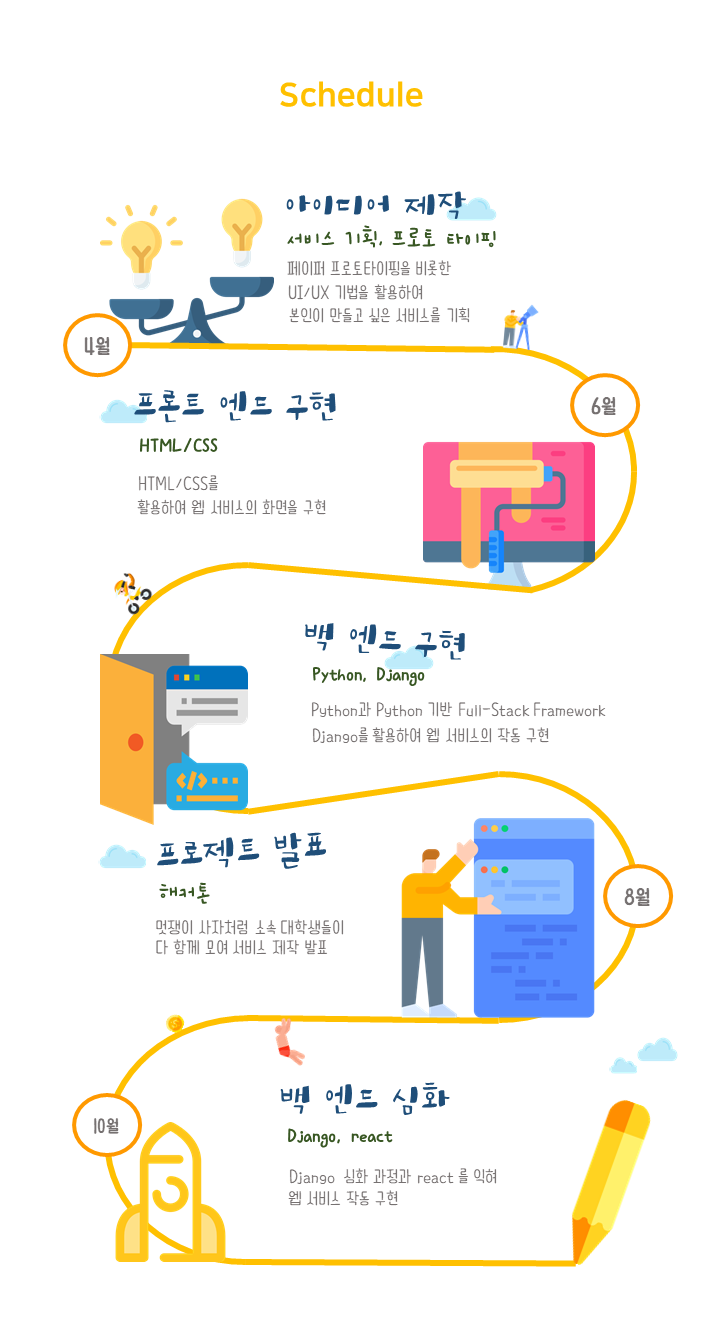 Schedule
아이디어 제작
서비스 기획, 프로토 타이핑
페이퍼 프로토타이핑을 비롯한
UI/UX 기법을 활용하여
본인이 만들고 싶은 서비스를 기획
4월
6월
프론트 엔드 구현
HTML/CSS
HTML/CSS를
활용하여 웹 서비스의 화면을 구현
백 엔드 구현
Python, Django
Python과 Python 기반 Full-Stack Framework
Django를 활용하여 웹 서비스의 작동 구현
</>
프로젝트 발표
해커톤
멋쟁이 사자처럼 소속 대학생들이
다 함께 모여 서비스 제작 발표
8월
10월
백 엔드 심화
Django, react
Django 심화 과정과 react 를 익혀
웹 서비스 작동 구현